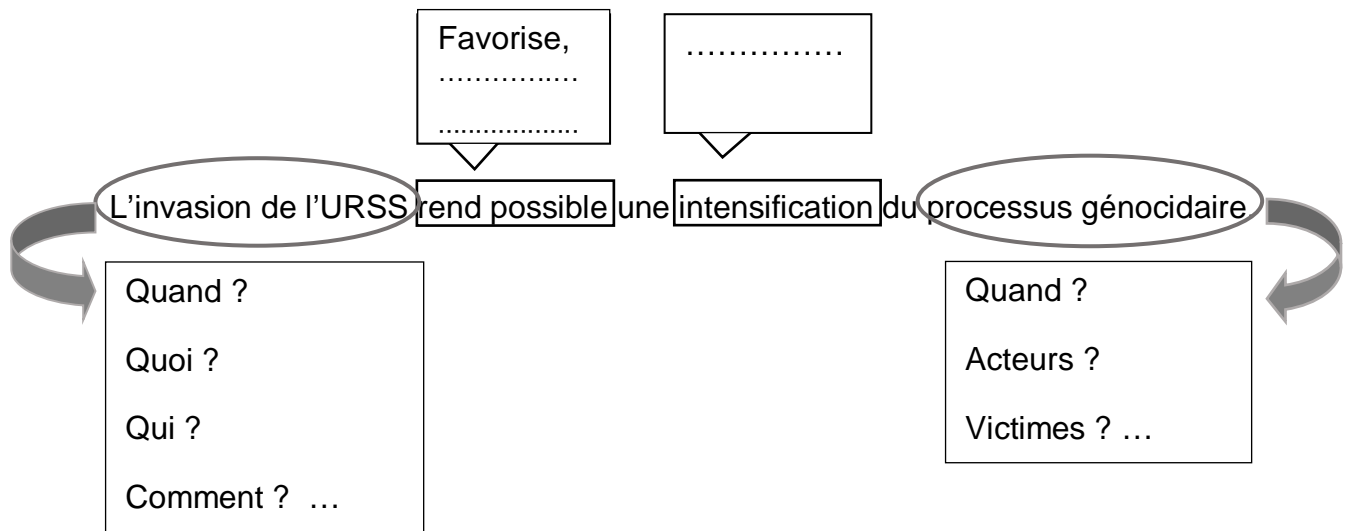 Favorise,
…………..…
..................
……………
L’invasion de l’URSS rend possible une intensification du processus génocidaire.
Quand ?
Quoi ?
Qui ?
Comment ? …
Quand ?
Acteurs ?
Victimes ? …